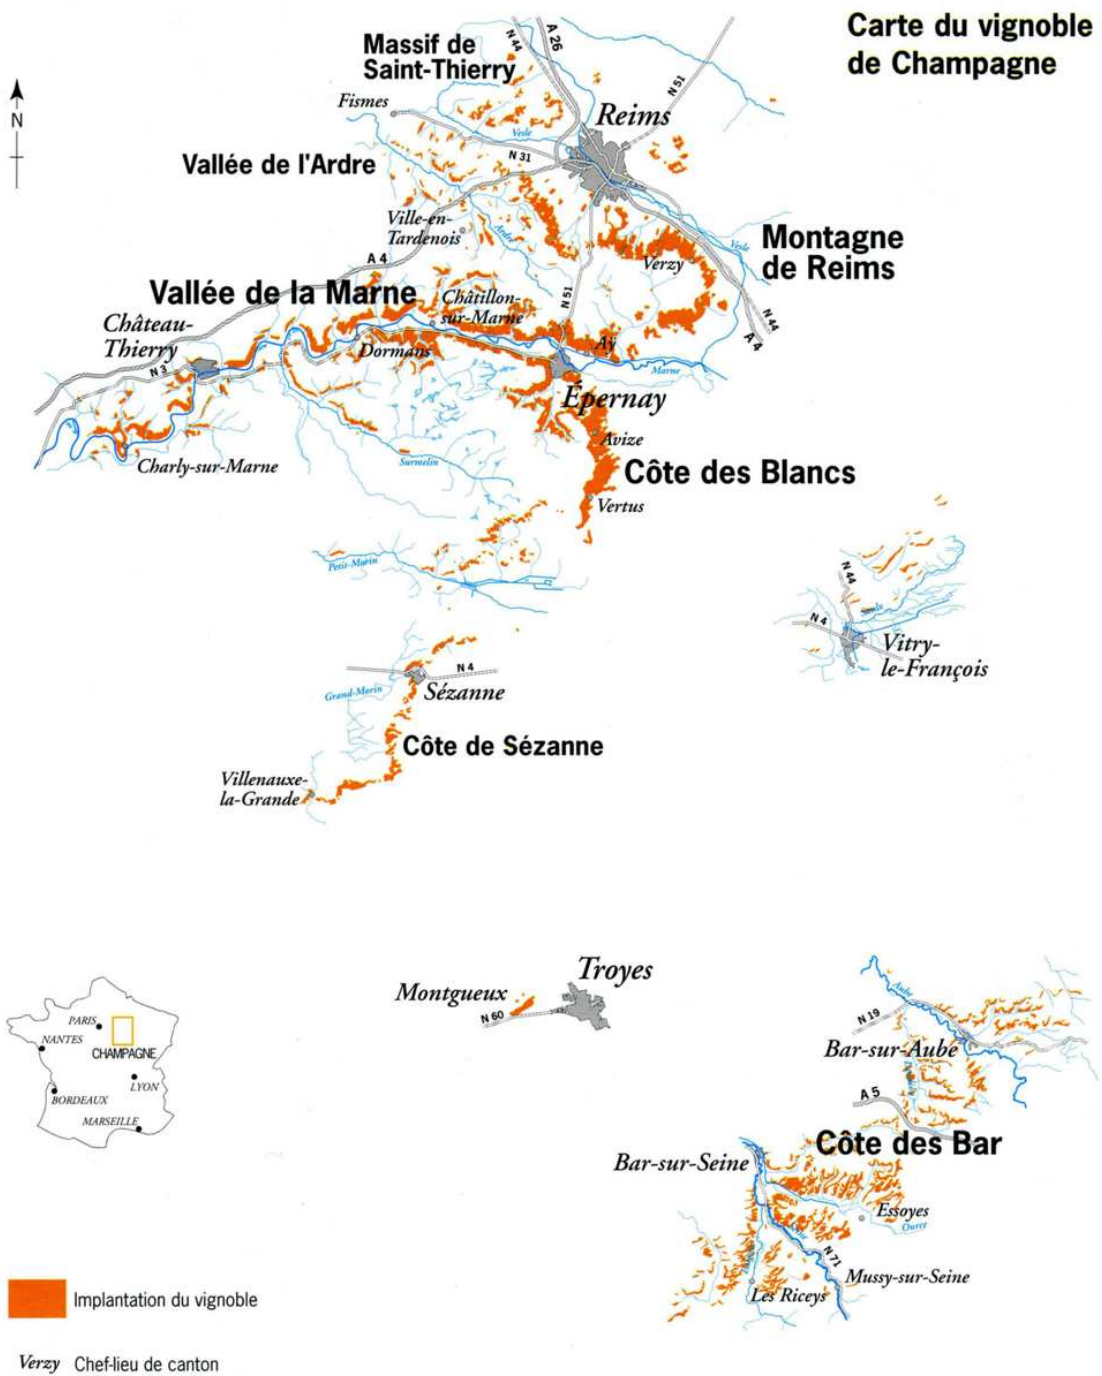 Carte du vignoble
de Champagne
N
Massif de
Saint-Thierry
N 44
A 26
N 51
Fismes
Reims
Vesle
N 31
Vallée de l'Ardre
Ville-en-
Tardenois
Ardre
A 4
Verzy
Vesle
Montagne
de Reims
Vallée de la Marne
Châtillon-
sur-Marne
N 51
N 44
A 4
Château-
Thierry
N 3
Dormans
Aÿ
Marne
Épernay
Avize
Charly-sur-Marne
Surmelin
Côte des Blancs
Vertus
Petit-Morin
N 44
N 4
Saulx
Vitry-
le-François
N 4
Grand-Morin
Sézanne
Côte de Sézanne
Villenauxe-
la-Grande
Troyes
Montgueux
N 60
Aube
N 19
Bar-sur-Aube
A 5
Côte des Bar
Bar-sur-Seine
Essoyes
Ource
Seine
N 71
Mussy-sur-Seine
Les Riceys
PARIS
NANTES
CHAMPAGNE
LYON
BORDEAUX
MARSEILLE
Implantation du vignoble
Verzy Chef-lieu de canton